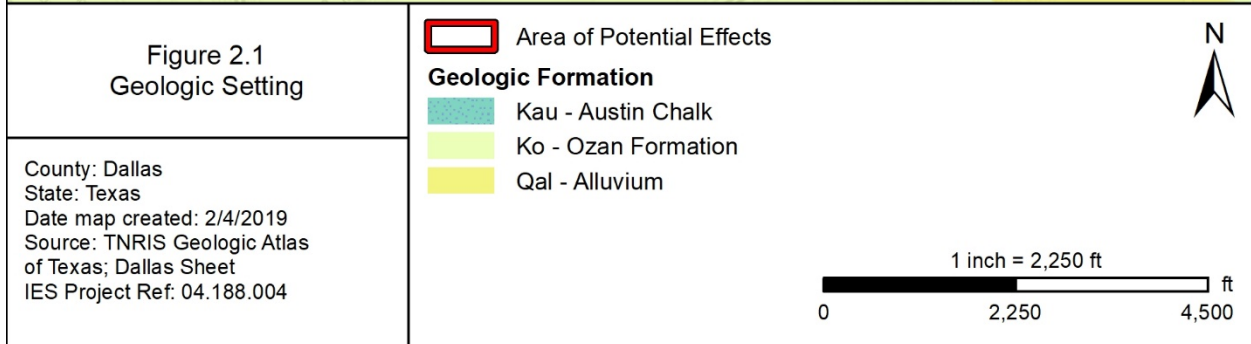 Figure 2.1
Geologic Setting
County: Dallas
State: Texas
Date map created: 2/4/2019
Source: TNRIS Geologic Atlas
of Texas; Dallas Sheet
IES Project Ref: 04.188.004
Area of Potential Effects
Geologic Formation
Kau - Austin Chalk
Ko - Ozan Formation
Qal - Alluvium
N
1 inch = 2,250 ft
ft
0 2,250 4,500